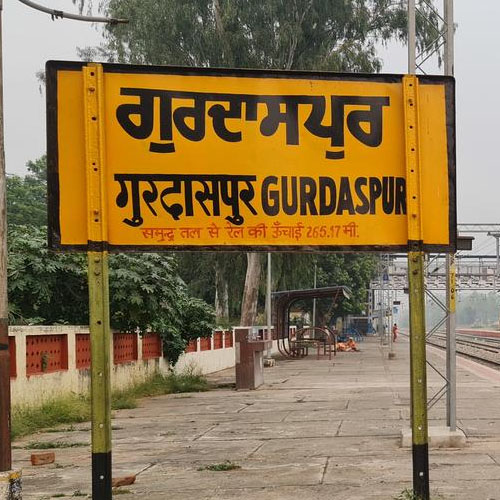 ਗੁਰਦਾਸਪੁਰ
गुरदासपुर GURDASPUR
समुद्र तल से रेल की ऊँचाई 265.17 मी.